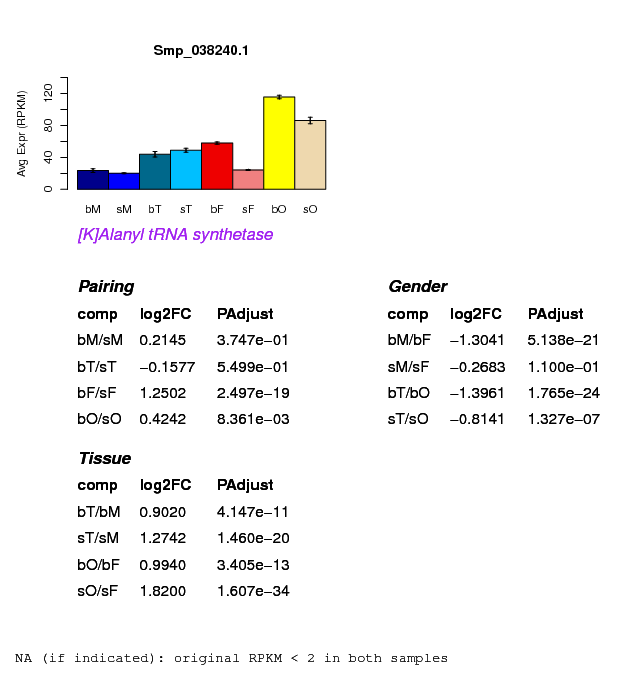 Smp_038240.1
Avg Expr (RPKM)
0 40 80 120
bM sM bT sT bF sF bO sO
[K]Alanyl tRNA synthetase
Pairing
comp log2FC PAdjust
bM/sM 0.2145 3.747e−01
bT/sT −0.1577 5.499e−01
bF/sF 1.2502 2.497e−19
bO/sO 0.4242 8.361e−03
Gender
comp log2FC PAdjust
bM/bF −1.3041 5.138e−21
sM/sF −0.2683 1.100e−01
bT/bO −1.3961 1.765e−24
sT/sO −0.8141 1.327e−07
Tissue
comp log2FC PAdjust
bT/bM 0.9020 4.147e−11
sT/sM 1.2742 1.460e−20
bO/bF 0.9940 3.405e−13
sO/sF 1.8200 1.607e−34
NA (if indicated): original RPKM < 2 in both samples